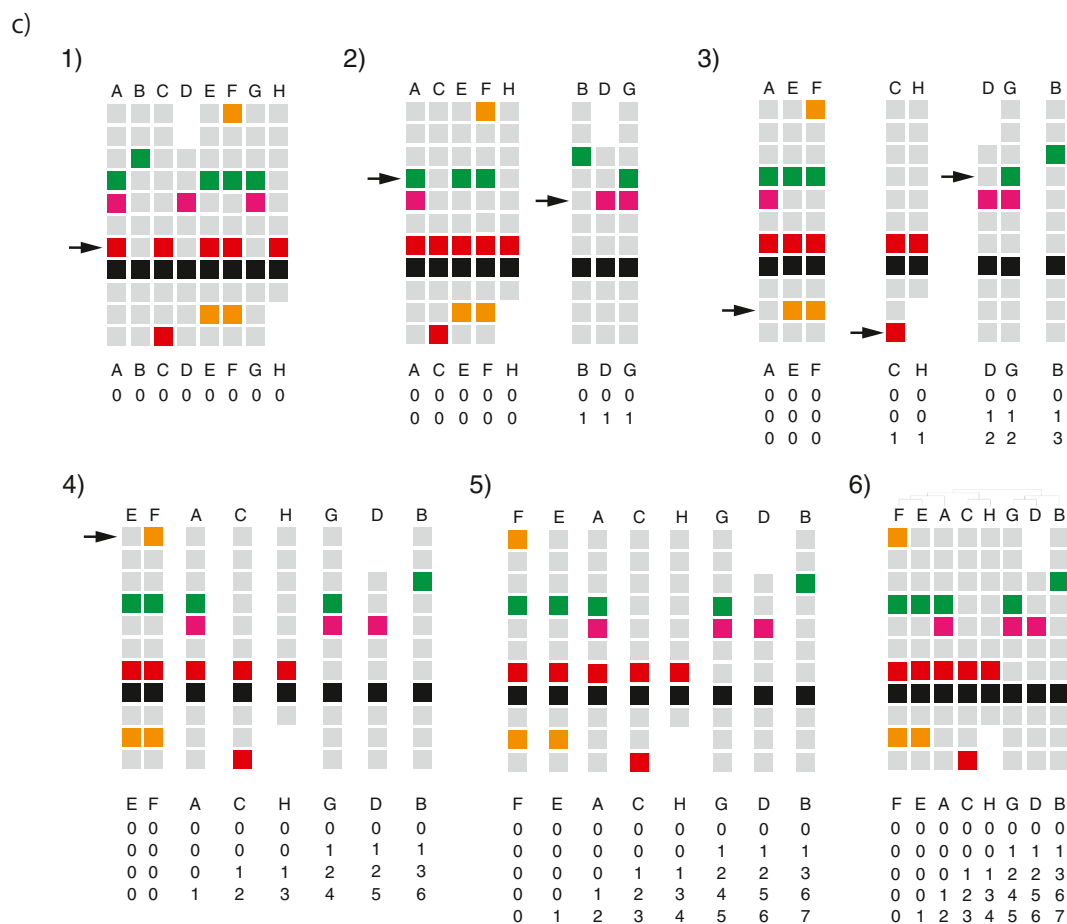 c)
1)
A B C D E F G H
A B C D E F G H
0 0 0 0 0 0 0 0
2)
A C E F H B D G
A C E F H B D G
0 0 0 0 0 0 0 0
0 0 0 0 0 1 1 1
3)
A E F C H D G B
A E F C H D G B
0 0 0 0 0 0 0 0
0 0 0 0 0 1 1 1
0 0 0 1 1 2 2 3
4)
E F A C H G D B
E F A C H G D B
0 0 0 0 0 0 0 0
0 0 0 0 0 1 1 1
0 0 0 1 1 2 2 3
0 0 1 2 3 4 5 6
5)
F E A C H G D B
F E A C H G D B
0 0 0 0 0 0 0 0
0 0 0 0 0 1 1 1
0 0 0 1 1 2 2 3
0 0 1 2 3 4 5 6
0 1 2 3 4 5 6 7
6)
F E A C H G D B
F E A C H G D B
0 0 0 0 0 0 0 0
0 0 0 0 0 1 1 1
0 0 0 1 1 2 2 3
0 0 1 2 3 4 5 6
0 1 2 3 4 5 6 7